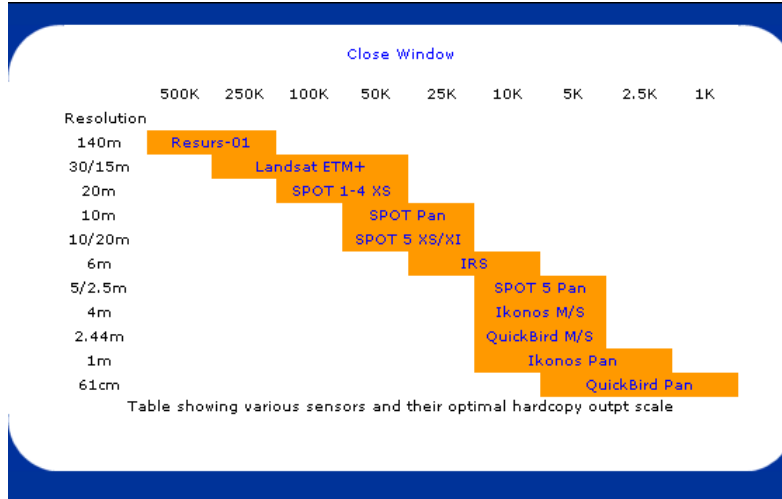 Close Window
500K 250K 100K 50K 25K 10K 5K 2.5K 1K
Resolution
140m Resurs-01
30/15m Landsat ETM+
20m SPOT 1-4 XS
10m SPOT Pan
10/20m SPOT 5 XS/XI
6m IRS
5/2.5m SPOT 5 Pan
4m Ikonos M/S
2.44m QuickBird M/S
1m Ikonos Pan
61cm QuickBird Pan
Table showing various sensors and their optimal hardcopy outpt scale